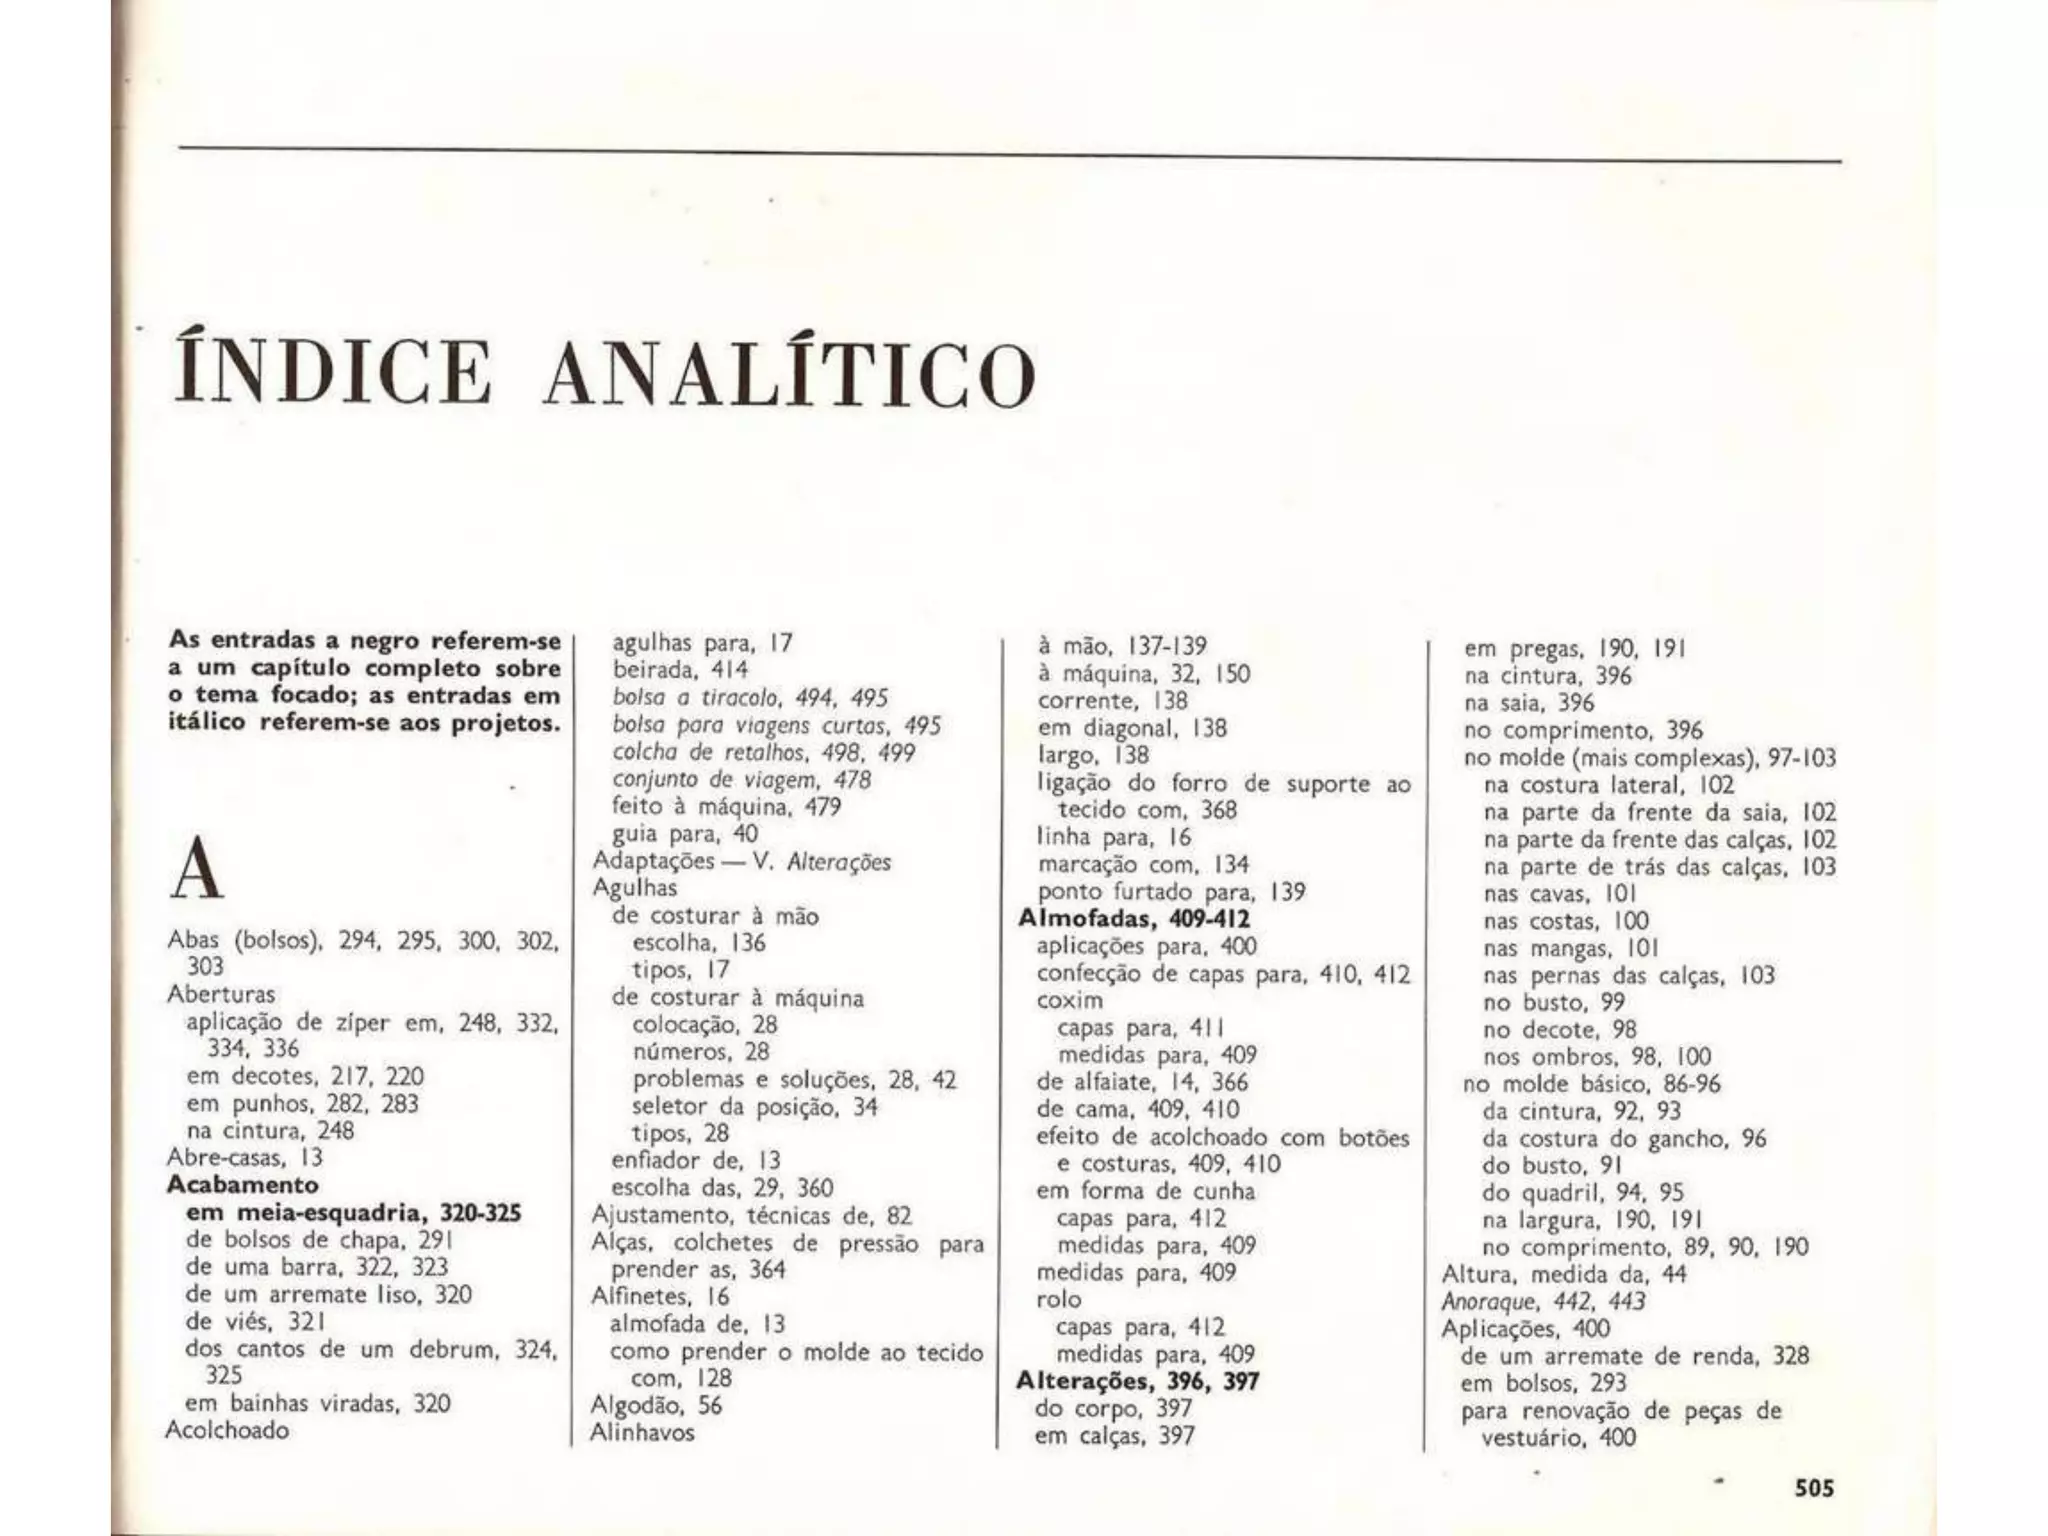 ÍNDICE ANALÍTICO
As entradas a negro referem-se
a um capítulo completo sobre
o tema focado; as entradas em
itálico referem-se aos projetos.
A
Abas (bolsos), 294, 295, 300, 302,
303
Aberturas
aplicação de zíper em, 248, 332,
334, 336
em decotes, 217, 220
em punhos, 282, 283
na cintura, 248
Abre-casas, 13
Acabamento
em meia-esquadria, 320-325
de bolsos de chapa, 291
de uma barra, 322, 323
de um arremate liso, 320
de viés, 321
dos cantos de um debrum, 324,
325
em bainhas viradas, 320
Acolchoado
agulhas para, 17
beirada, 414
bolsa a tiracolo, 494, 495
bolsa para viagens curtas, 495
colcha de retalhos, 498, 499
conjunto de viagem, 478
feito à máquina, 479
guia para, 40
Adaptações — V. Alterações
Agulhas
de costurar à mão
escolha, 136
tipos, 17
de costurar à máquina
colocação, 28
números, 28
problemas e soluções, 28, 42
seletor da posição, 34
tipos, 28
enfiador de, 13
escolha das, 29, 360
Ajustamento, técnicas de, 82
Alças, colchetes de pressão para
prender as, 364
Alfinetes, 16
almofada de, 13
como prender o molde ao tecido
com, 128
Algodão, 56
Alinhavos
à mão, 137-139
à máquina, 32, 150
corrente, 138
em diagonal, 138
largo, 138
ligação do forro de suporte ao
tecido com, 368
linha para, 16
marcação com, 134
ponto furtado para, 139
Almofadas, 409-412
aplicações para, 400
confecção de capas para, 410, 412
coxim
capas para, 411
medidas para, 409
de alfaiate, 14, 366
de cama, 409, 410
efeito de acolchoado com botões
e costuras, 409, 410
em forma de cunha
capas para, 412
medidas para, 409
medidas para, 409
rolo
capas para, 412
medidas para, 409
Alterações, 396, 397
do corpo, 397
em calças, 397
em pregas, 190, 191
na cintura, 396
na saia, 396
no comprimento, 396
no molde (mais complexas), 97-103
na costura lateral, 102
na parte da frente da saia, 102
na parte da frente das calças, 102
na parte de trás das calças, 103
nas cavas, 101
nas costas, 100
nas mangas, 101
nas pernas das calças, 103
no busto, 99
no decote, 98
nos ombros, 98, 100
no molde básico, 86-96
da cintura, 92, 93
da costura do gancho, 96
do busto, 91
do quadril, 94, 95
na largura, 190, 191
no comprimento, 89, 90, 190
Altura, medida da, 44
Anoraque, 442, 443
Aplicações, 400
de um arremate de renda, 328
em bolsos, 293
para renovação de peças de
vestuário, 400
505